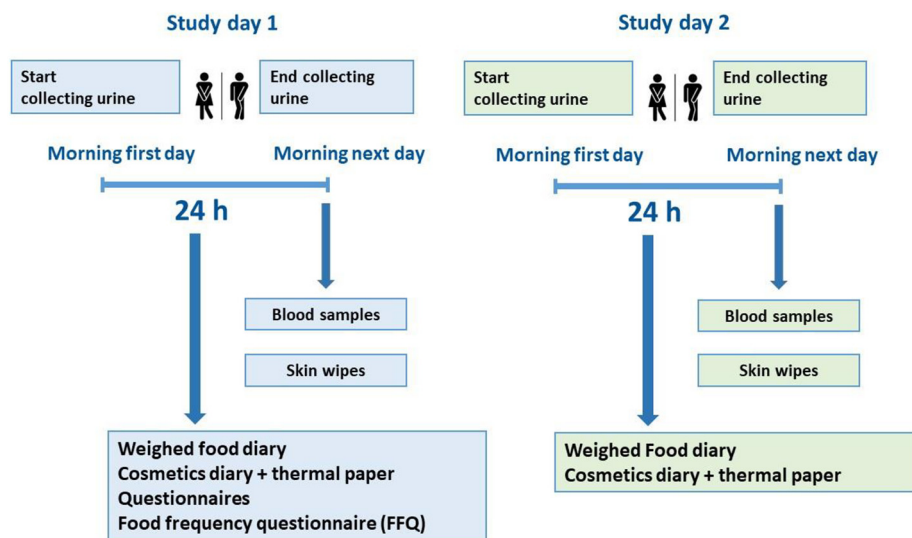 Study day 1
Start
collecting urine
End collecting
urine
Morning first day
Morning next day
24 h
Blood samples
Skin wipes
Weighed food diary
Cosmetics diary + thermal paper
Questionnaires
Food frequency questionnaire (FFQ)
Study day 2
Start
collecting urine
End collecting
urine
Morning first day
Morning next day
24 h
Blood samples
Skin wipes
Weighed Food diary
Cosmetics diary + thermal paper